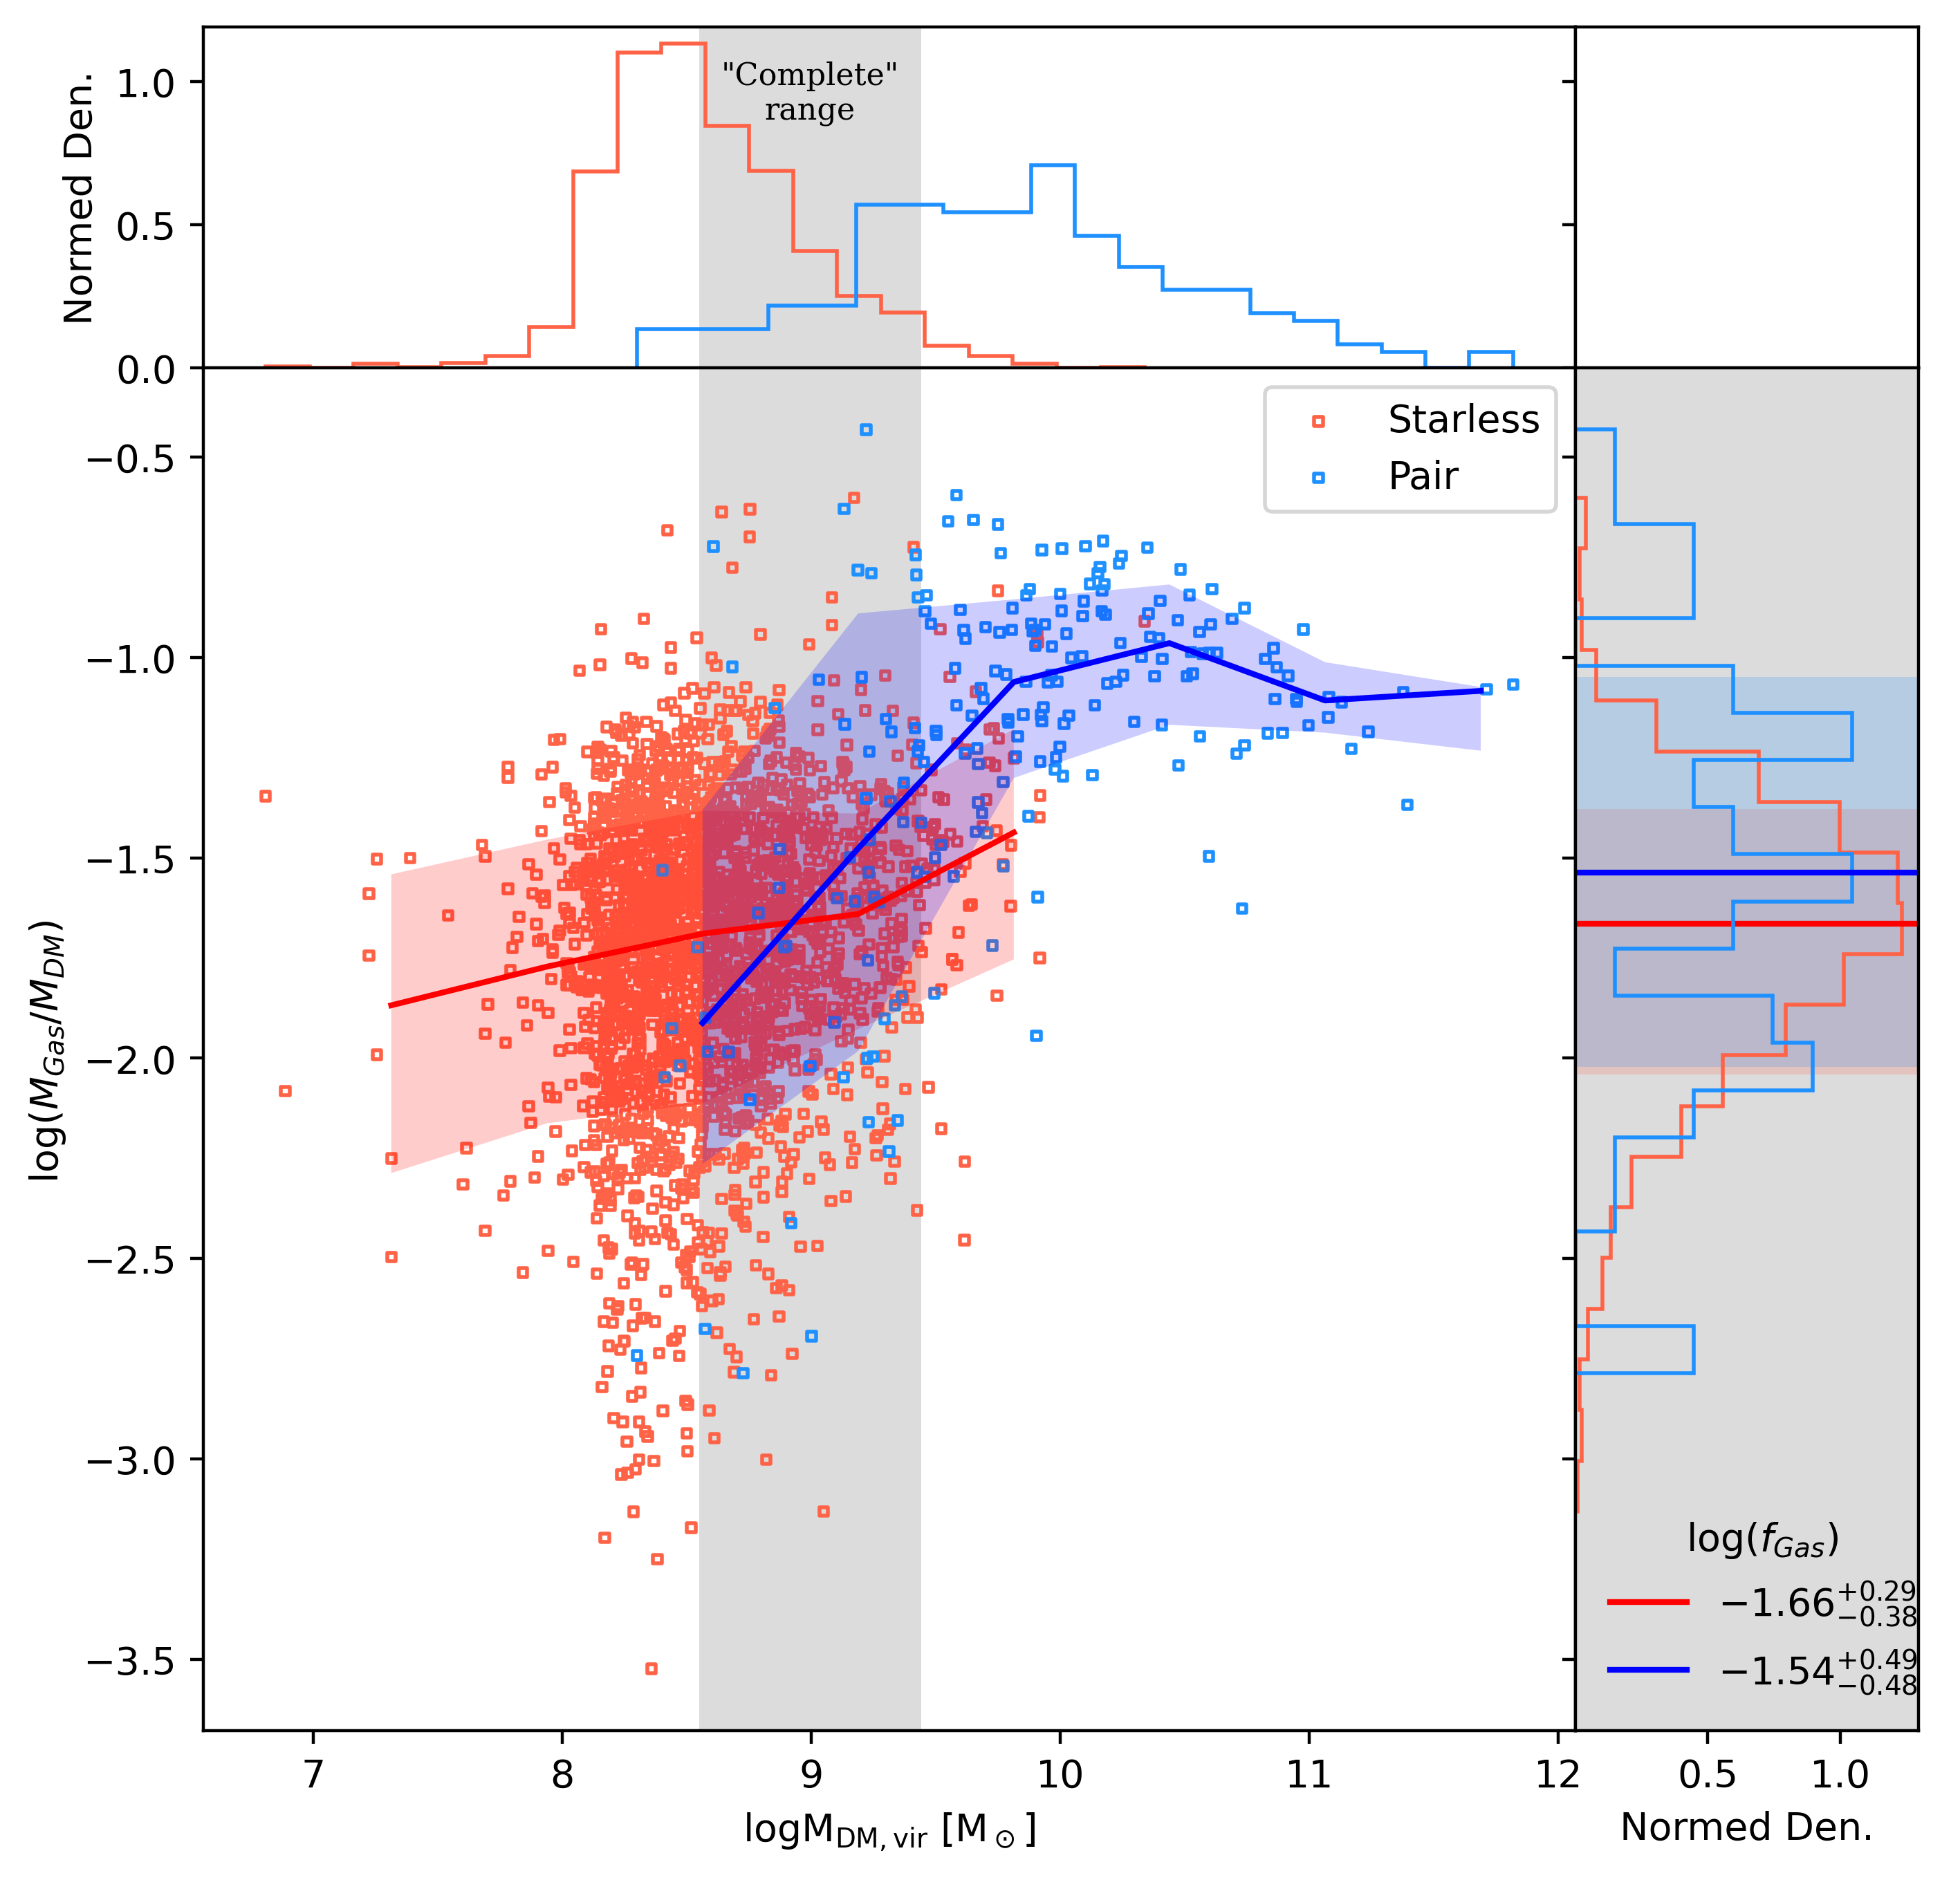 Normed Den.
1.0
0.5
0.0
"Complete"
range
Starless
Pair
log(M_Gas/M_DM)
−0.5
−1.0
−1.5
−2.0
−2.5
−3.0
−3.5
log(f_Gas)
−1.66 +0.29 −0.38
−1.54 +0.49 −0.48
7 8 9 10 11 12 0.5 1.0
logM_DM,vir [M_⊙] Normed Den.